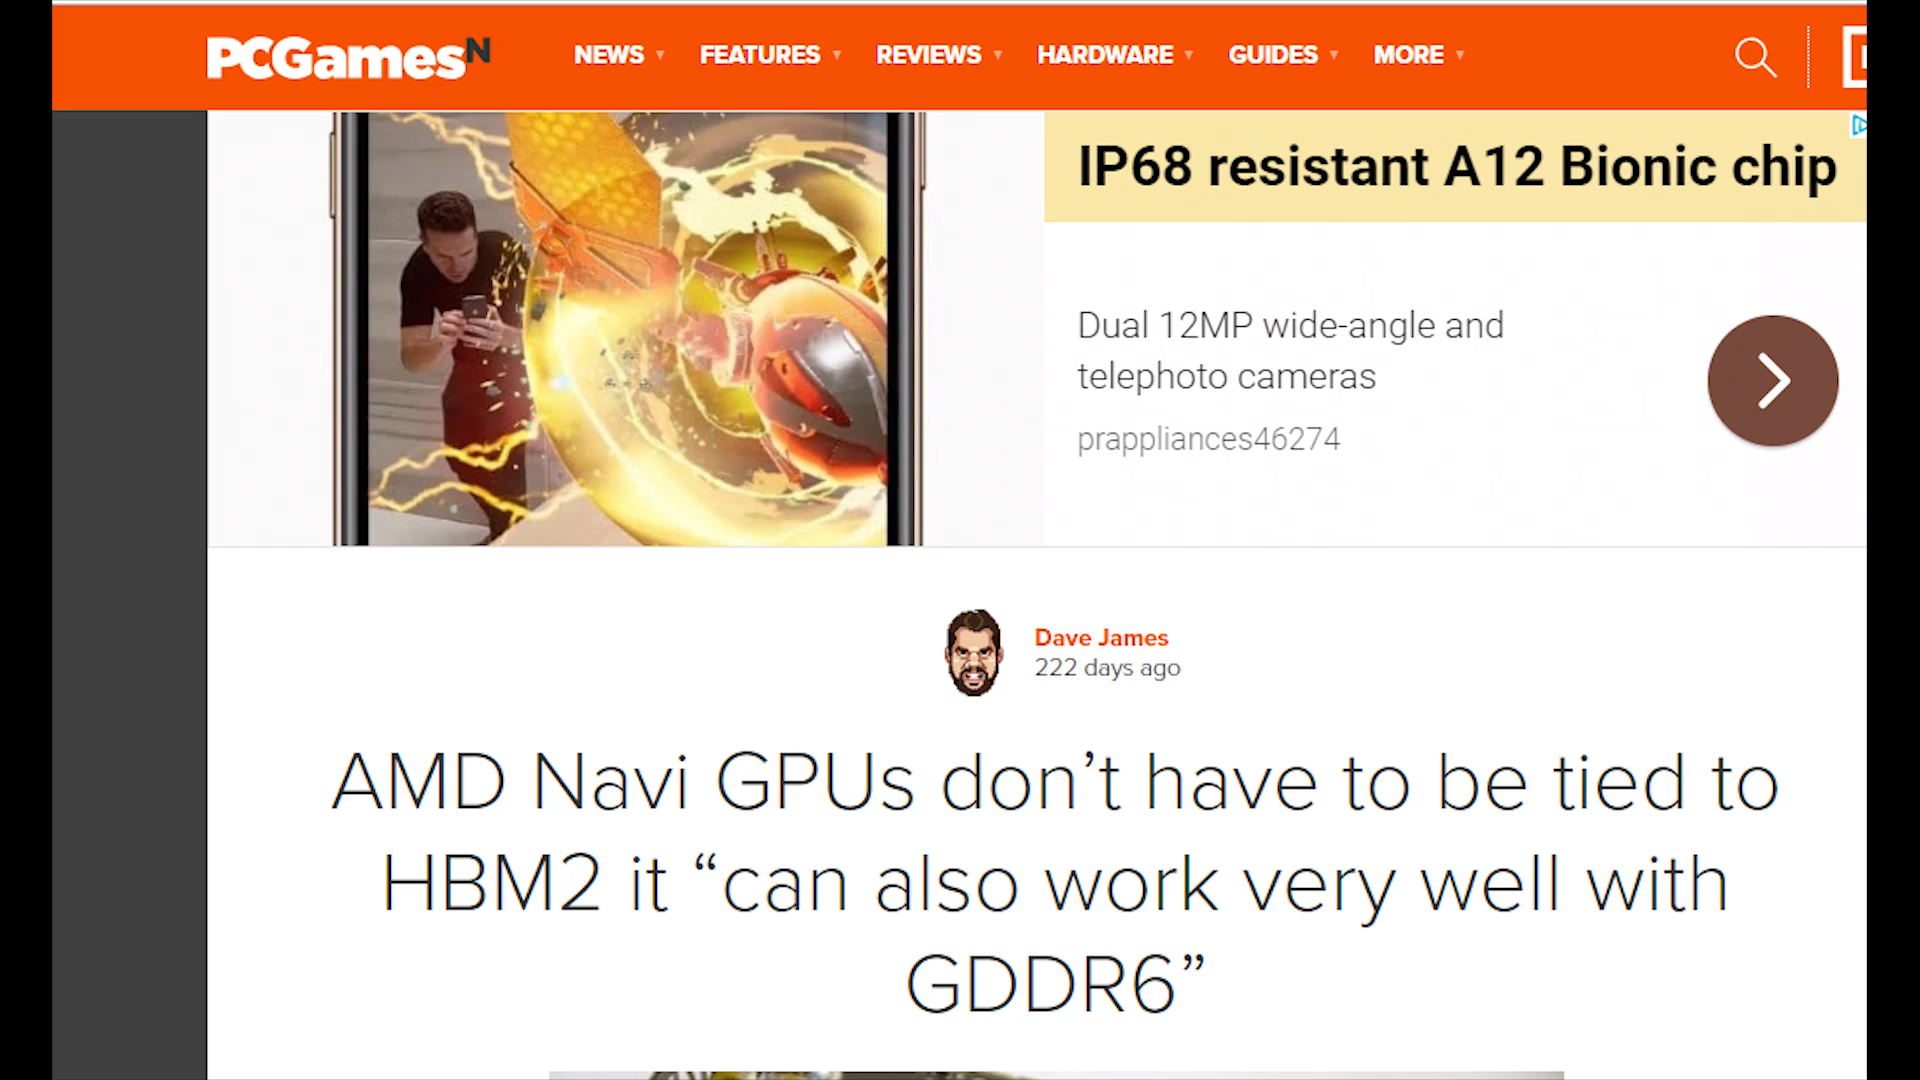 PCGamesN
NEWS
FEATURES
REVIEWS
HARDWARE
GUIDES
MORE
IP68 resistant A12 Bionic chip
Dual 12MP wide-angle and
telephoto cameras
prappliances46274
Dave James
222 days ago
AMD Navi GPUs don’t have to be tied to
HBM2 it “can also work very well with
GDDR6”